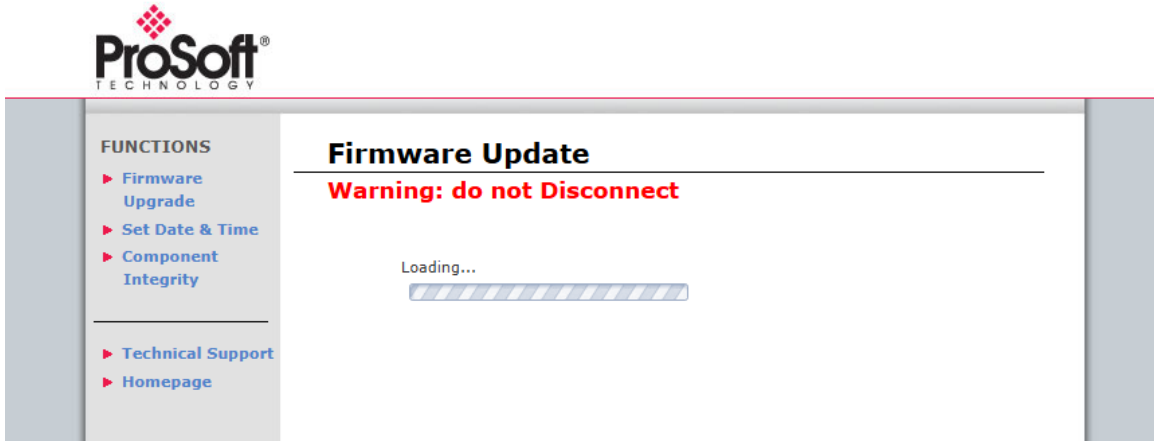 ProSoft®
TECHNOLOGY
FUNCTIONS
Firmware
Upgrade
Set Date & Time
Component
Integrity
Technical Support
Homepage
Firmware Update
Warning: do not Disconnect
Loading...